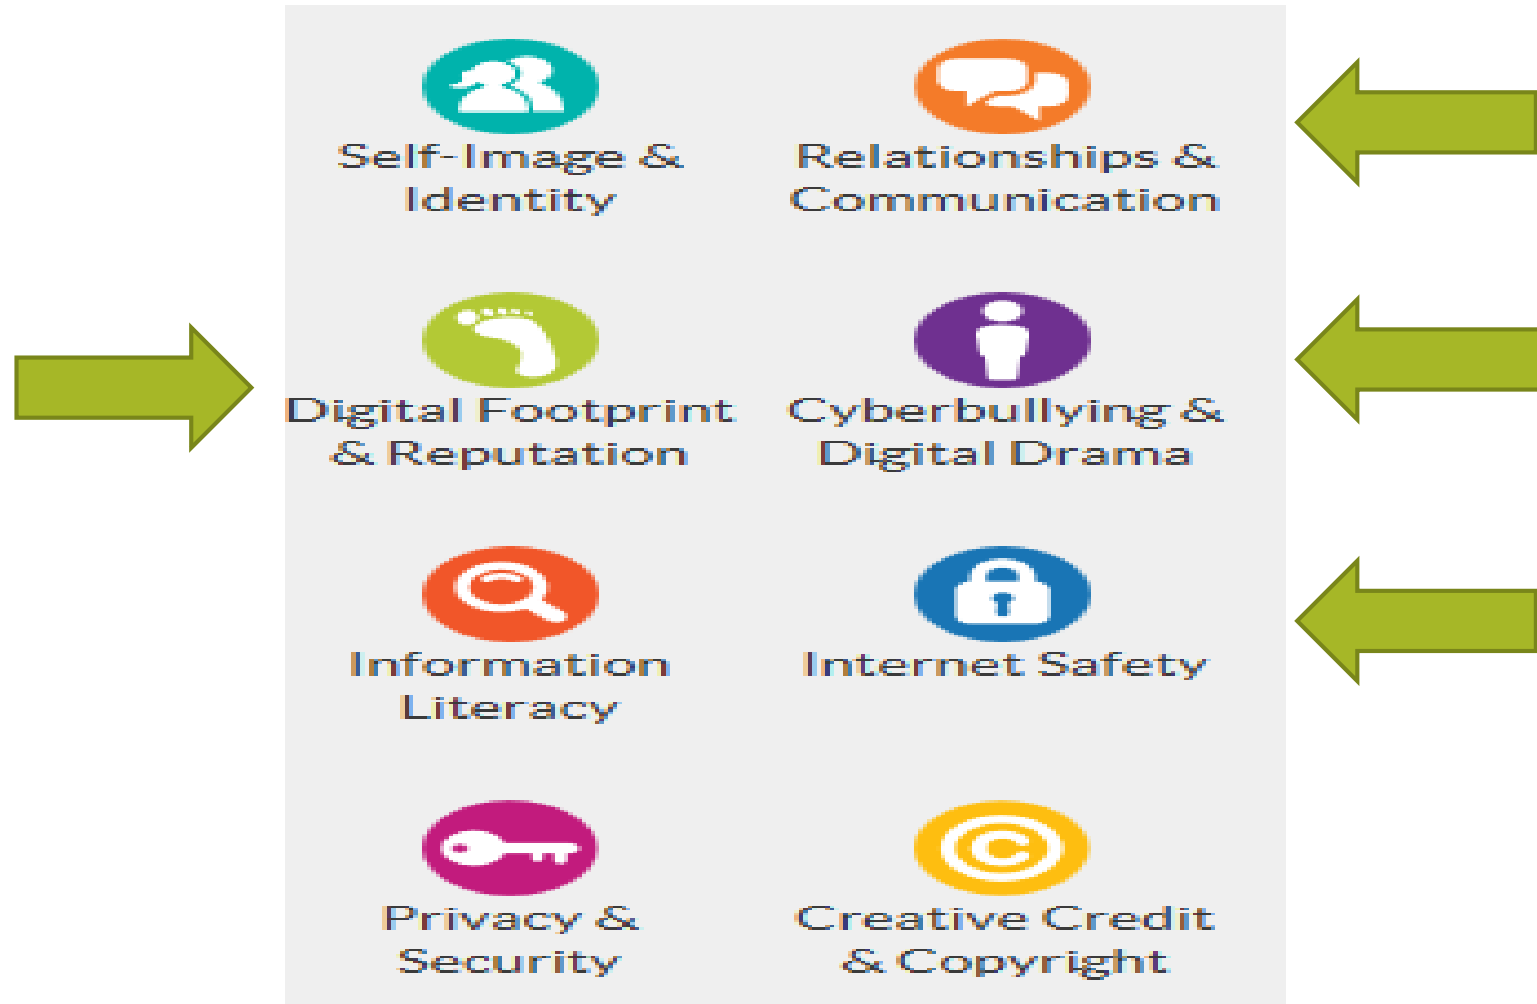 Self-Image &
Identity
Relationships &
Communication
Digital Footprint
& Reputation
Cyberbullying &
Digital Drama
Information
Literacy
Internet Safety
Privacy &
Security
©
Creative Credit
& Copyright